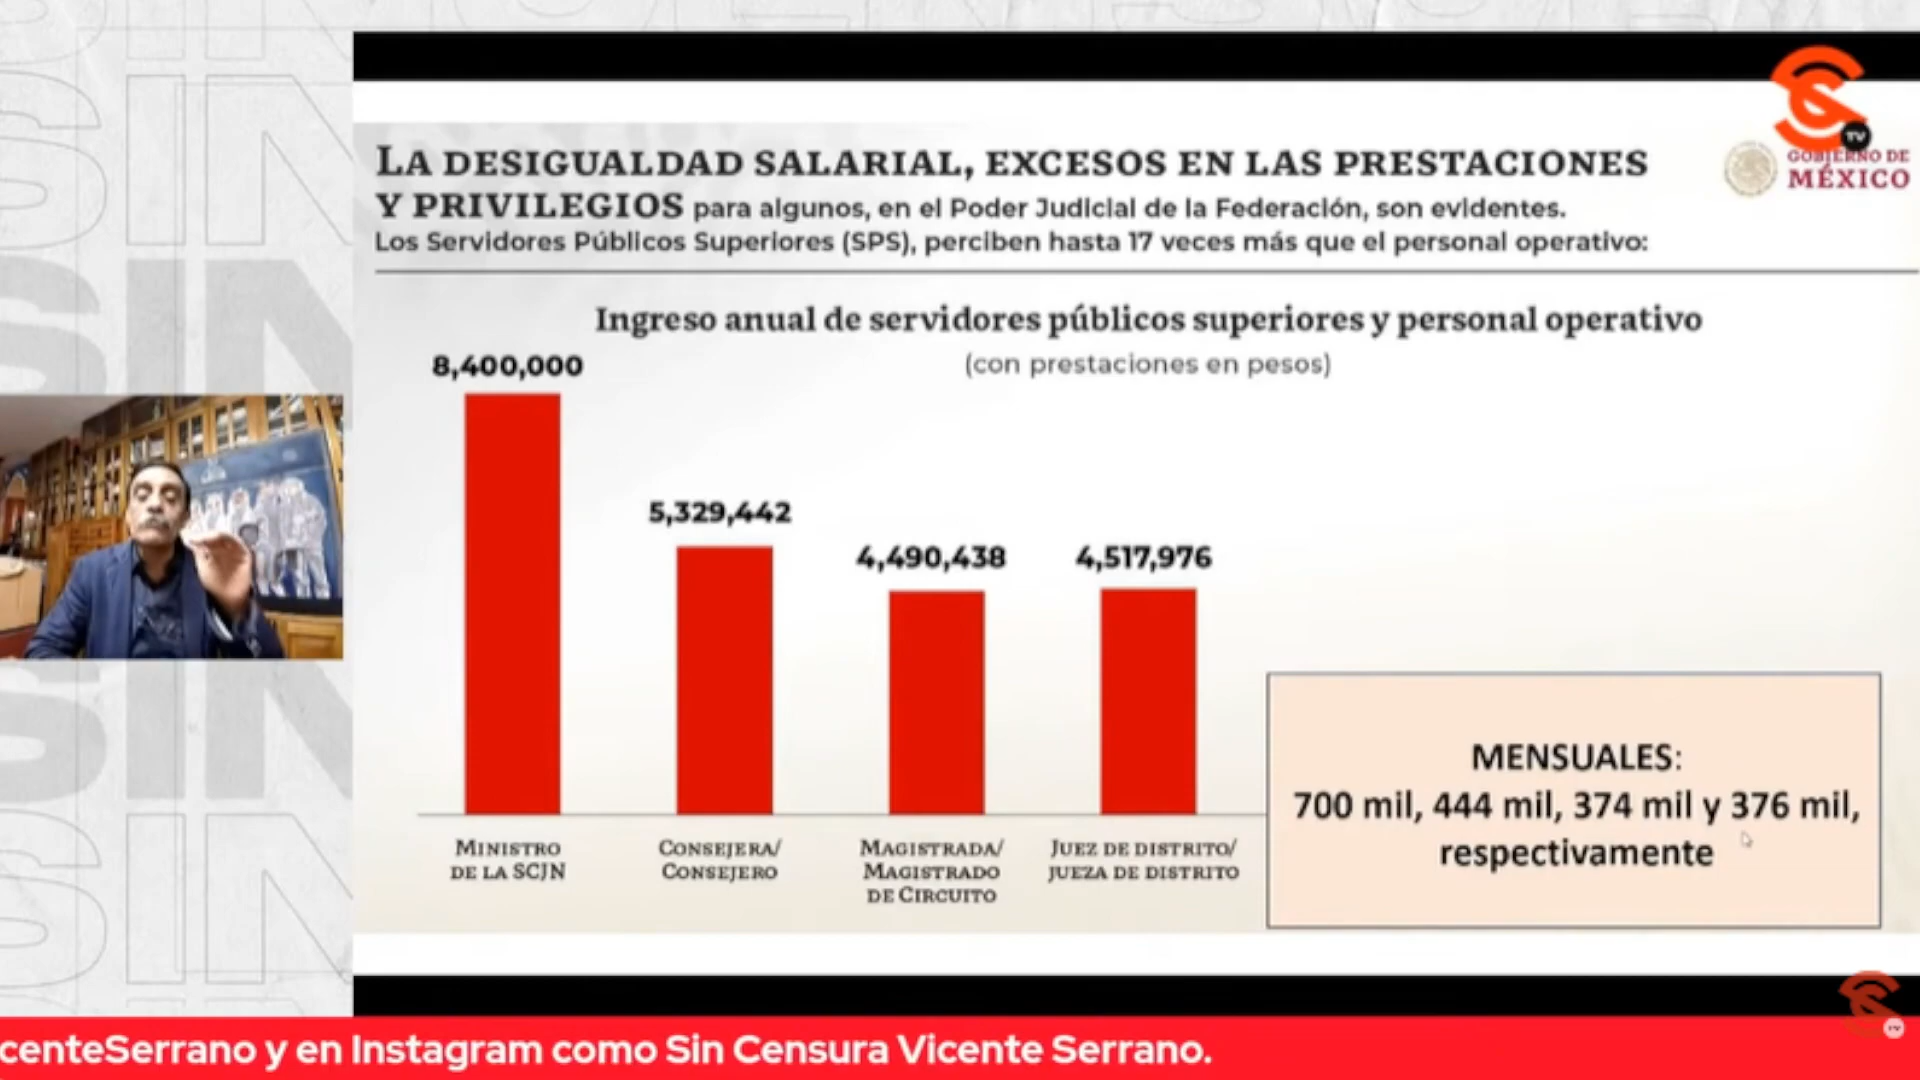 LA DESIGUALDAD SALARIAL, EXCESOS EN LAS PRESTACIONES
Y PRIVILEGIOS para algunos, en el Poder Judicial de la Federación, son evidentes.
Los Servidores Públicos Superiores (SPS), perciben hasta 17 veces más que el personal operativo:
TV
GOBIERNO DE
MÉXICO
Ingreso anual de servidores públicos superiores y personal operativo
(con prestaciones en pesos)
8,400,000
5,329,442
4,490,438
4,517,976
MINISTRO
DE LA SCJN
CONSEJERA/
CONSEJERO
MAGISTRADA/
MAGISTRADO
DE CIRCUITO
JUEZ DE DISTRITO/
JUEZA DE DISTRITO
MENSUALES:
700 mil, 444 mil, 374 mil y 376 mil,
respectivamente
TV
centeSerrano y en Instagram como Sin Censura Vicente Serrano.
SIN
SIN
SIN
SIN